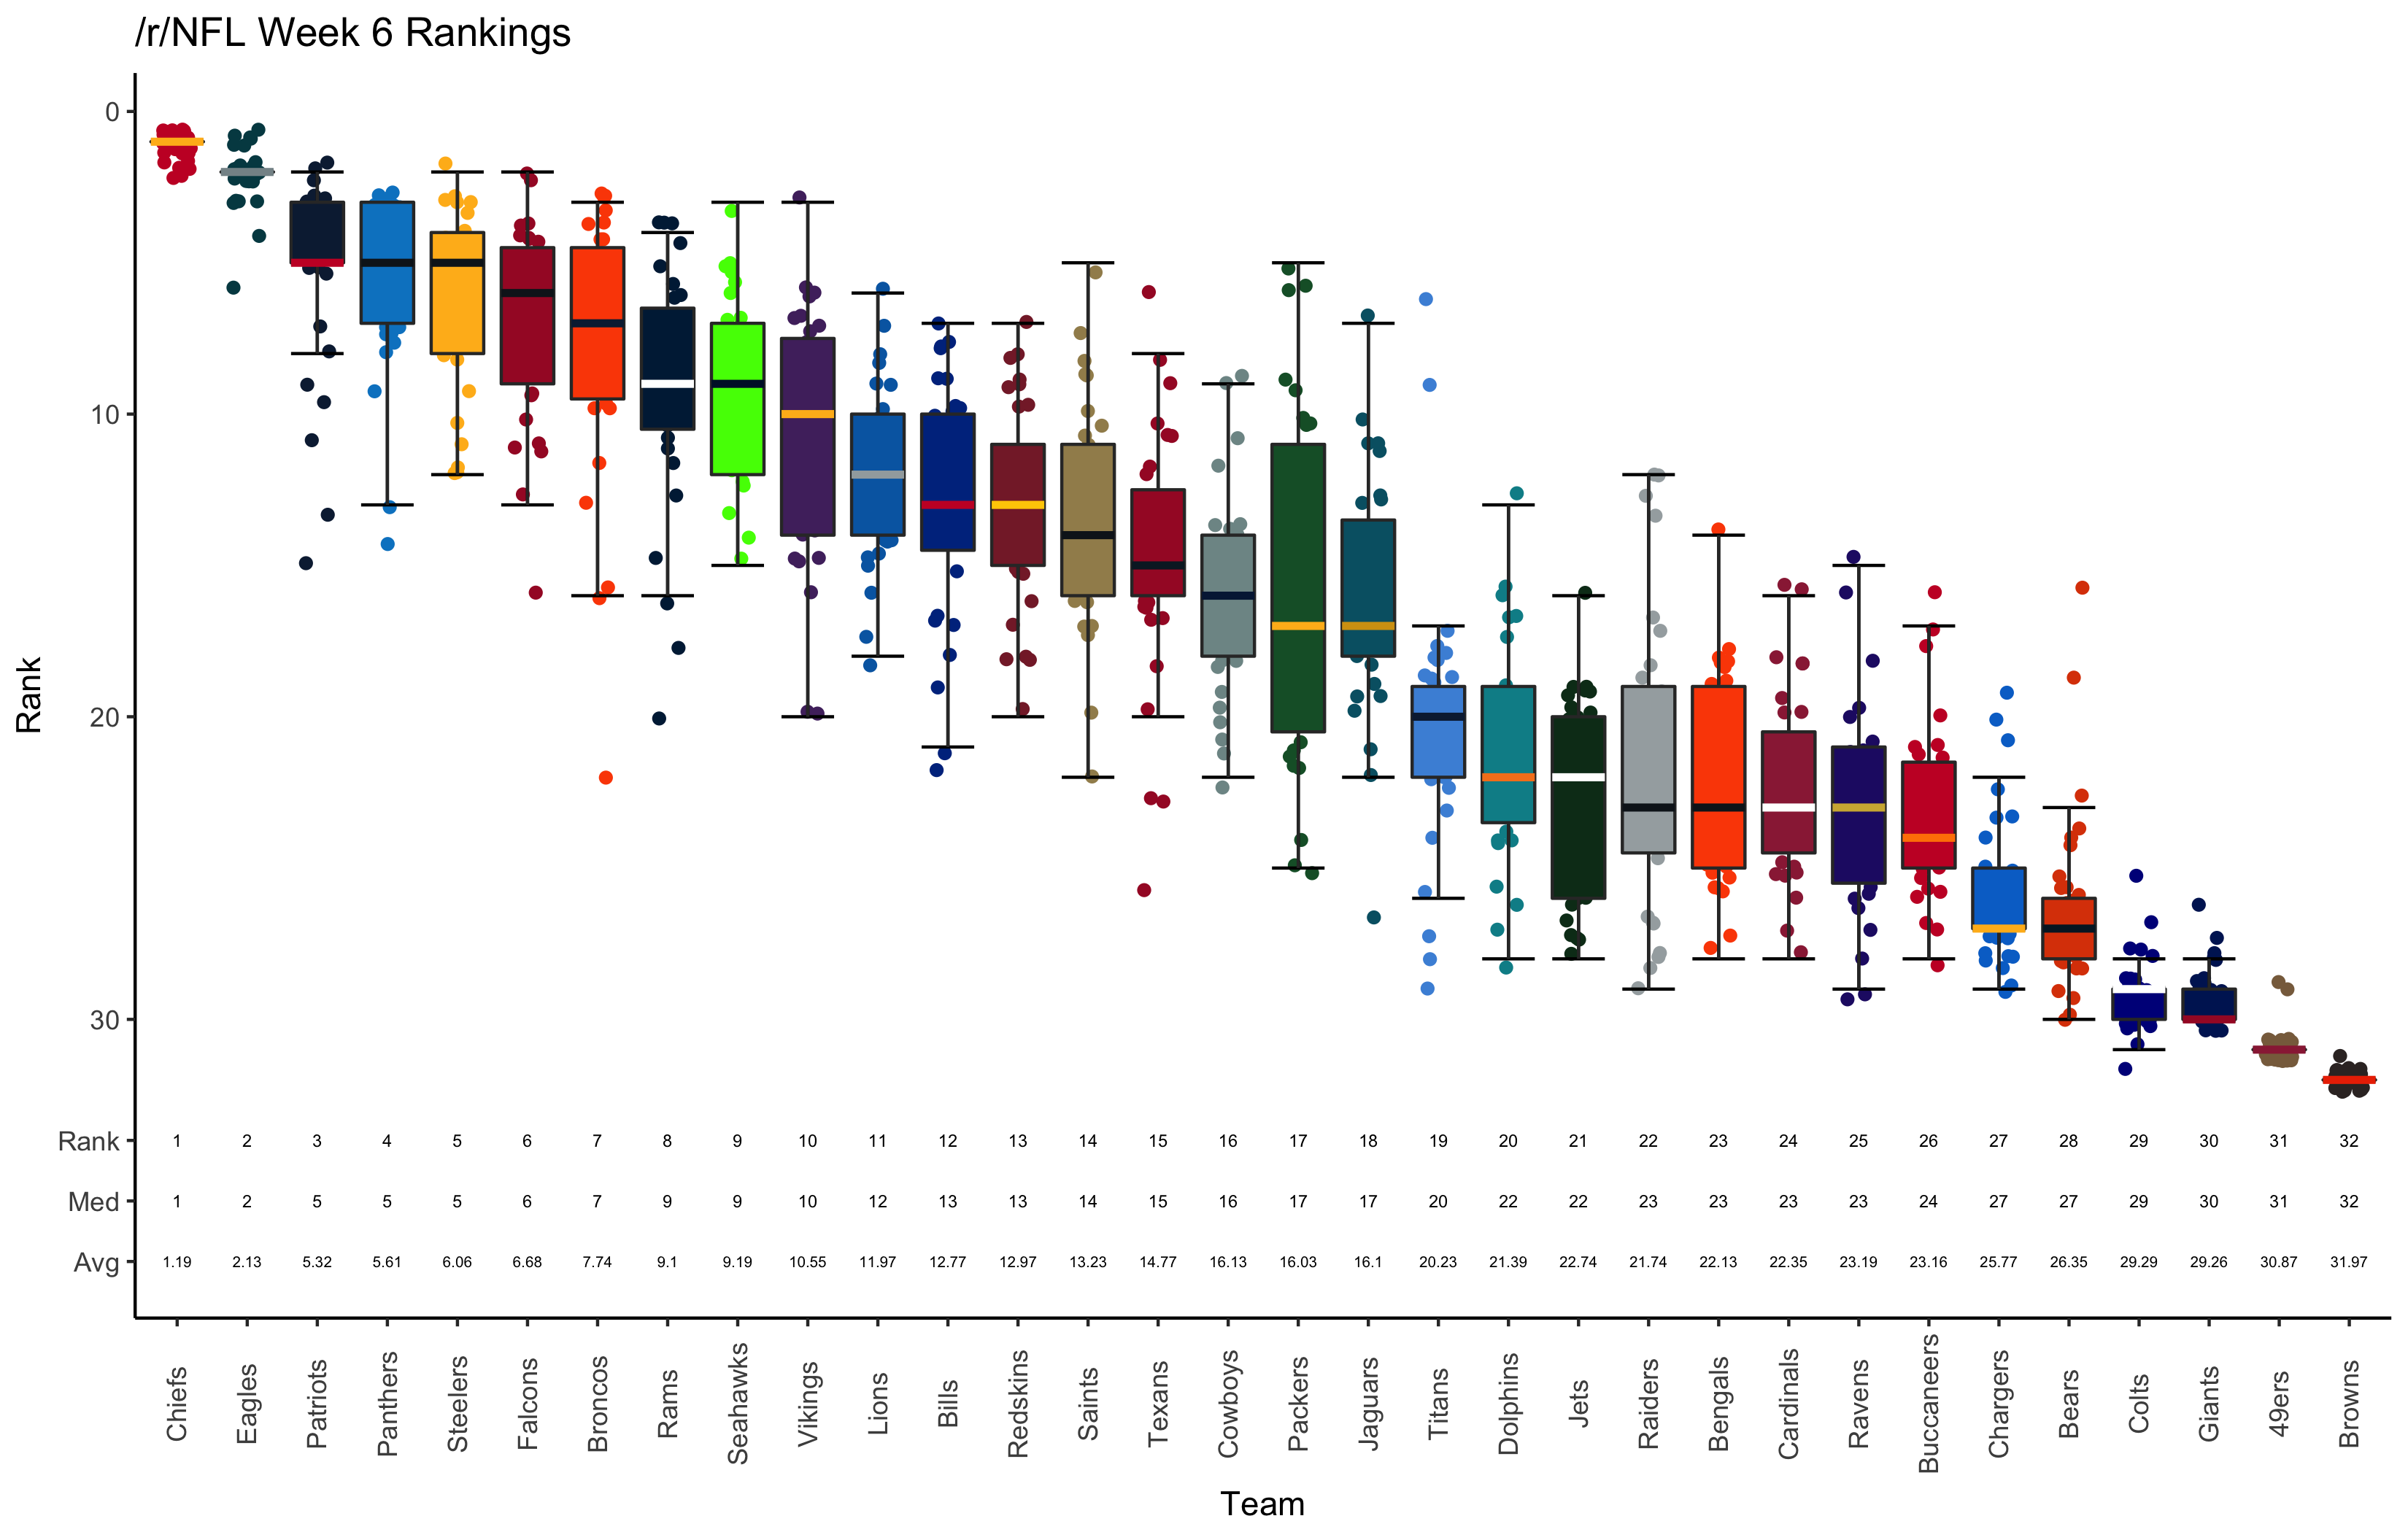 /r/NFL Week 6 Rankings
0
10
20
30
Rank
Rank 1 2 3 4 5 6 7 8 9 10 11 12 13 14 15 16 17 18 19 20 21 22 23 24 25 26 27 28 29 30 31 32
Med 1 2 5 5 5 6 7 9 9 10 12 13 13 14 15 16 17 17 20 22 22 23 23 23 23 24 27 27 29 30 31 32
Avg 1.19 2.13 5.32 5.61 6.06 6.68 7.74 9.1 9.19 10.55 11.97 12.77 12.97 13.23 14.77 16.13 16.03 16.1 20.23 21.39 22.74 21.74 22.13 22.35 23.19 23.16 25.77 26.35 29.29 29.26 30.87 31.97
Chiefs Eagles Patriots Panthers Steelers Falcons Broncos Rams Seahawks Vikings Lions Bills Redskins Saints Texans Cowboys Packers Jaguars Titans Dolphins Jets Raiders Bengals Cardinals Ravens Buccaneers Chargers Bears Colts Giants 49ers Browns
Team